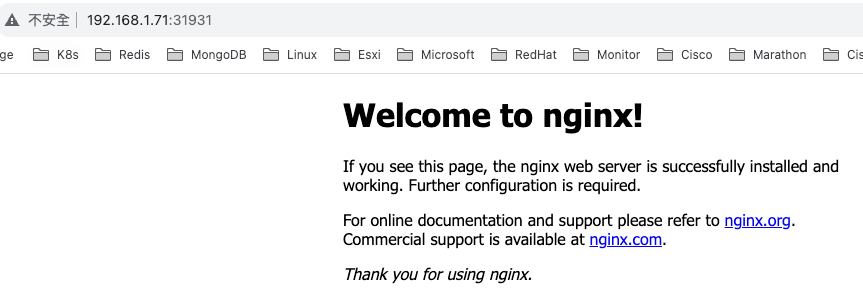 不安全 192.168.1.71:31931
ge K8s Redis MongoDB Linux Esxi Microsoft RedHat Monitor Cisco Marathon Cis
Welcome to nginx!
If you see this page, the nginx web server is successfully installed and
working. Further configuration is required.
For online documentation and support please refer to nginx.org.
Commercial support is available at nginx.com.
Thank you for using nginx.